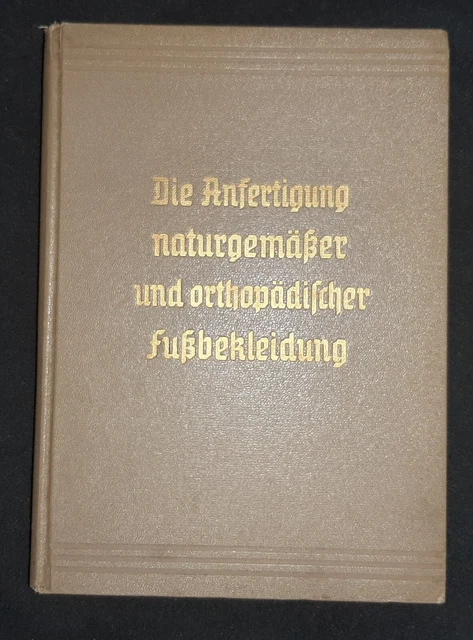 Die Anfertigung
naturgemäßer
und orthopädiſcher
Fußbekleidung